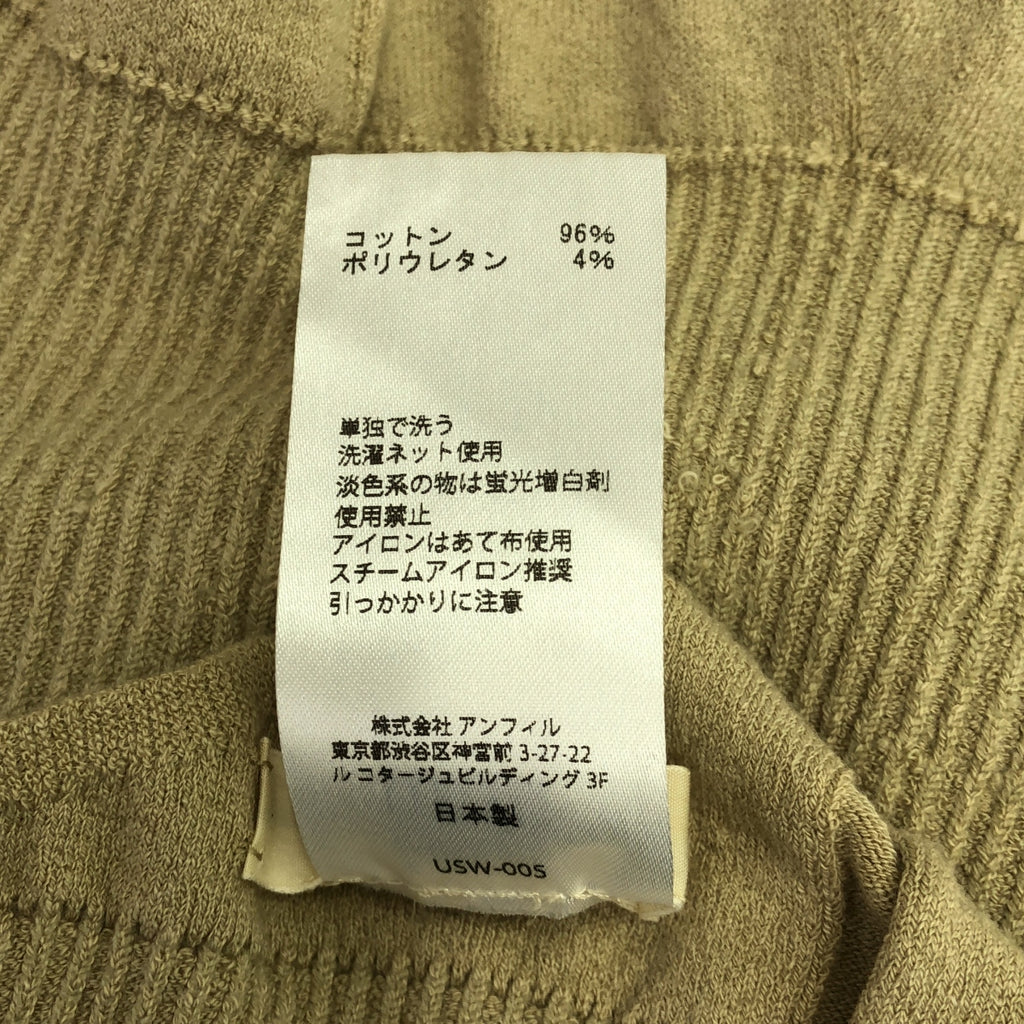 コットン 96%
ポリウレタン 4%
単独で洗う
洗濯ネット使用
淡色系の物は蛍光増白剤
使用禁止
アイロンはあて布使用
スチームアイロン推奨
引っかかりに注意
株式会社 アンフィル
東京都渋谷区神宮前 3-27-22
ル コタージュビルディング 3F
日本製
USW-005